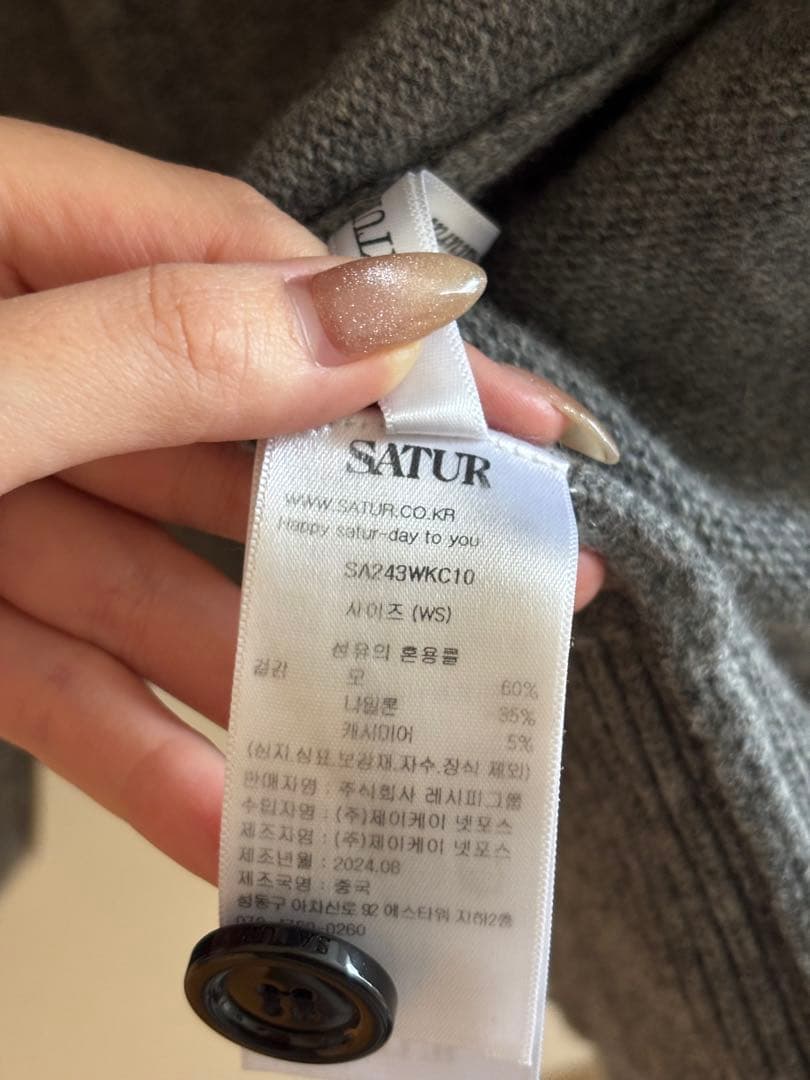 SATUR
WWW.SATUR.CO.KR
Happy satur-day to you
SA243WKC10
사이즈 (WS)
섬유의 혼용률
겉감 모 60%
나일론 35%
캐시미어 5%
(심지.심표.보강재.자수.장식 제외)
판매자명 : 주식회사 레시피그룹
수입자명 : (주)제이케이 넷포스
제조자명 : (주)제이케이 넷포스
제조년월 : 2024.08
제조국명 : 중국
성동구 아차산로 92 에스타워 지하2층
-0260